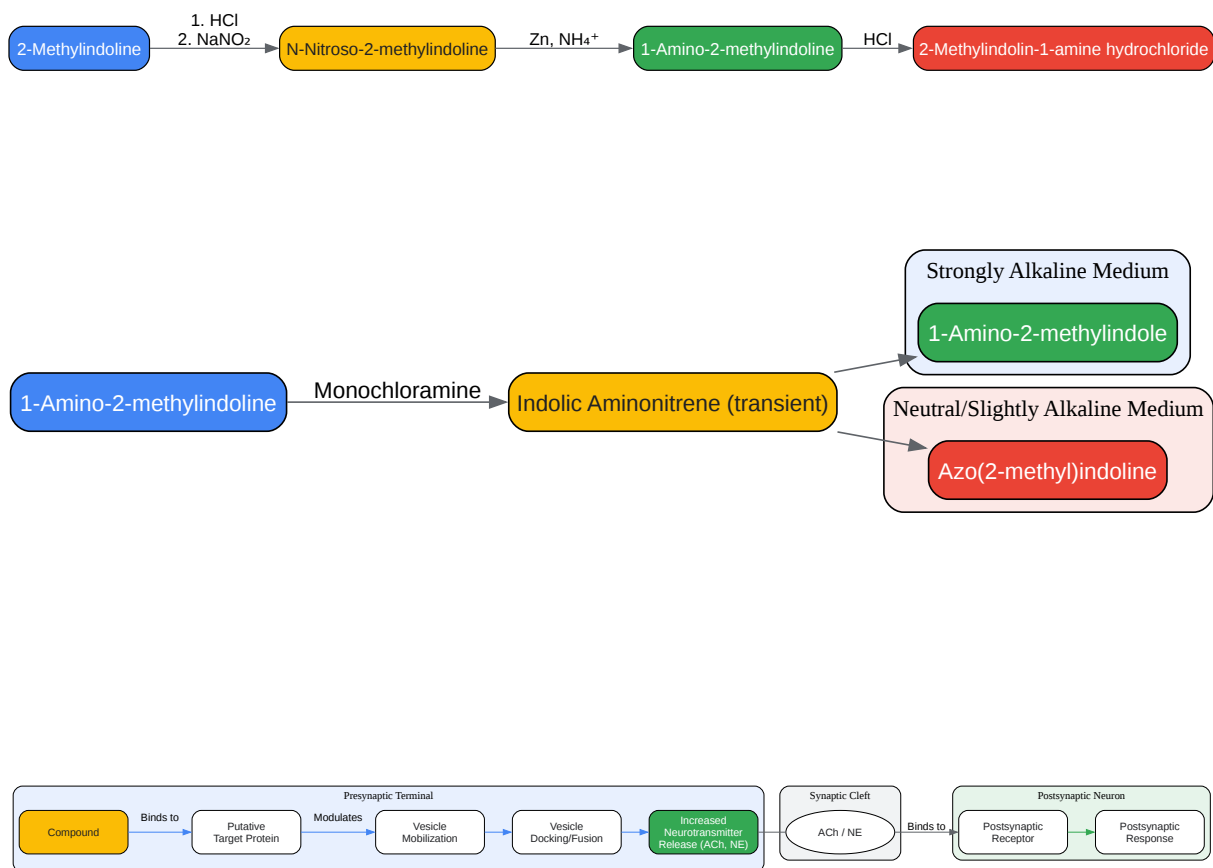 1. HCl
2. NaNO₂
2-Methylindoline
N-Nitroso-2-methylindoline
Zn, NH₄⁺
1-Amino-2-methylindoline
HCl
2-Methylindolin-1-amine hydrochloride
Strongly Alkaline Medium
1-Amino-2-methylindole
1-Amino-2-methylindoline
Monochloramine
Indolic Aminonitrene (transient)
Neutral/Slightly Alkaline Medium
Azo(2-methyl)indoline
Presynaptic Terminal
Compound
Binds to
Putative
Target Protein
Modulates
Vesicle
Mobilization
Vesicle
Docking/Fusion
Increased
Neurotransmitter
Release (ACh, NE)
Synaptic Cleft
ACh / NE
Binds to
Postsynaptic Neuron
Postsynaptic
Receptor
Postsynaptic
Response